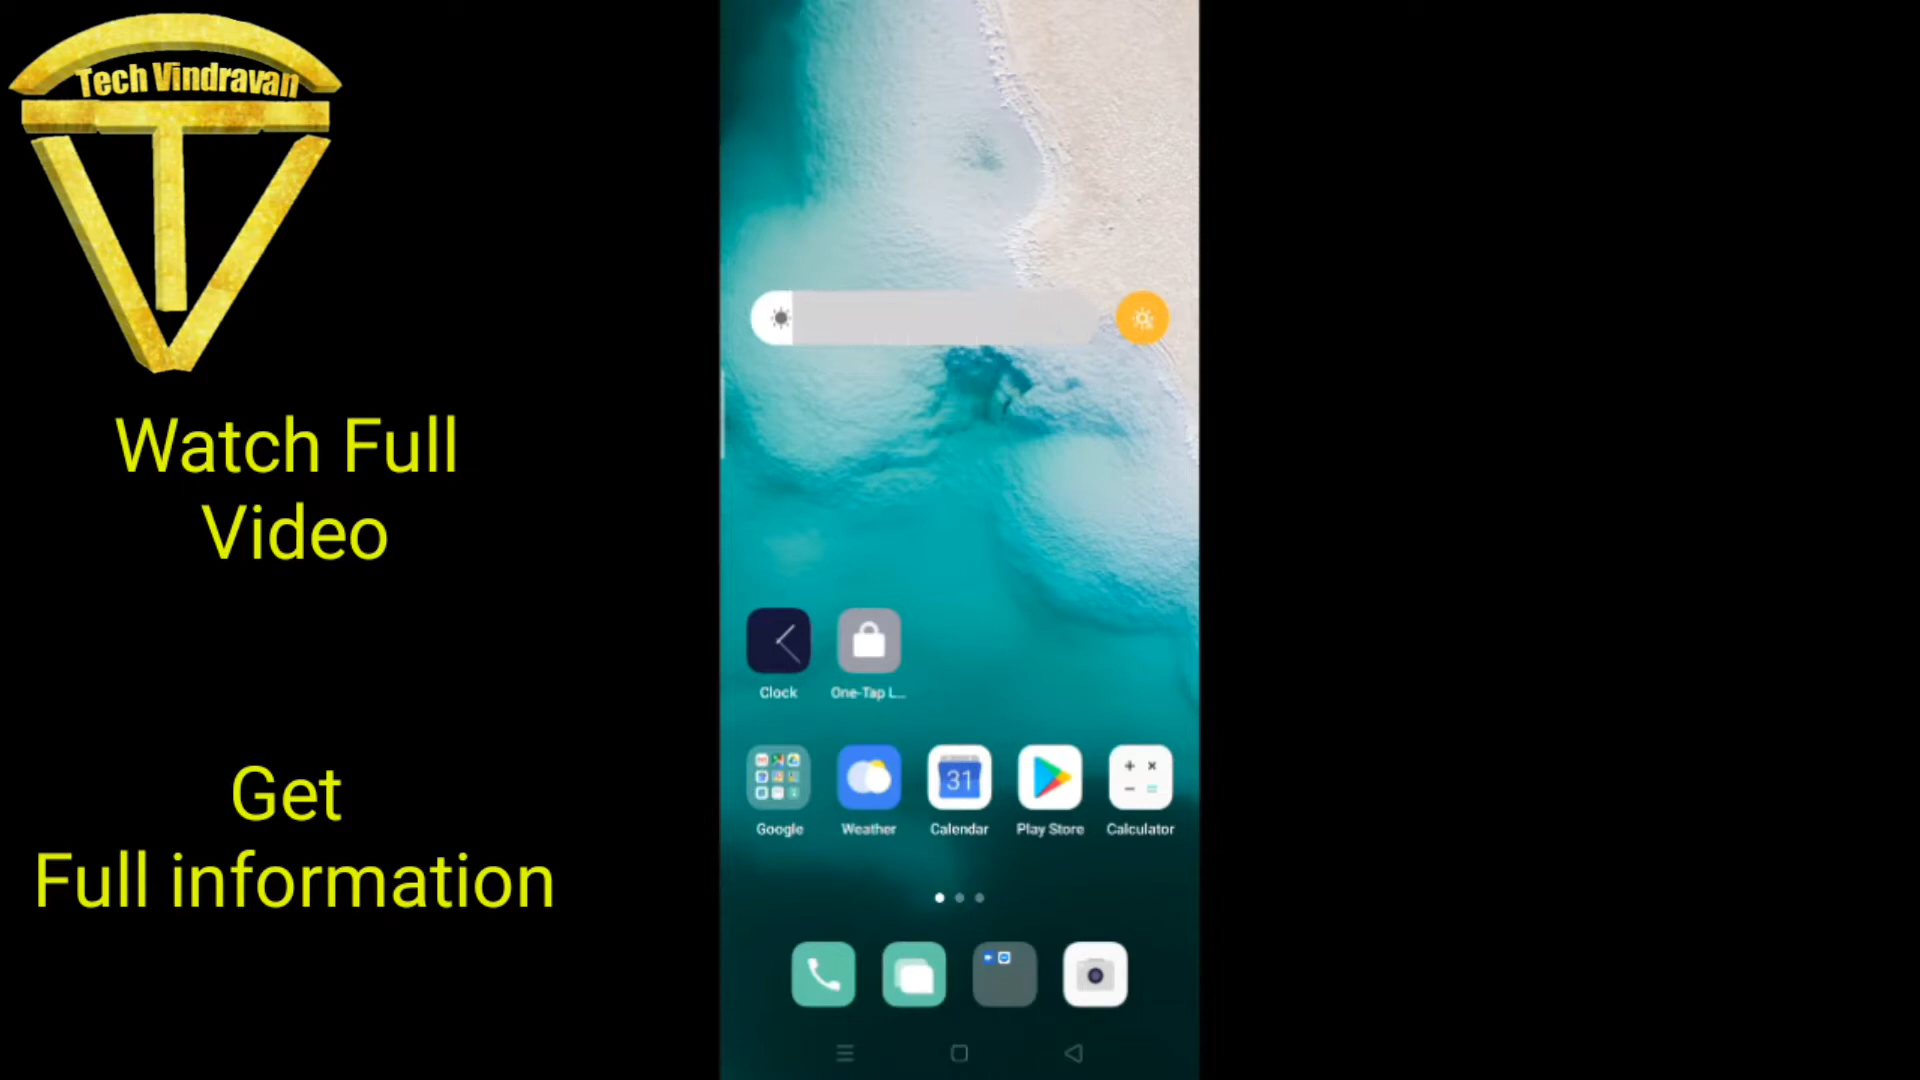 Tech Vindravan
Watch Full
Video
Get
Full information
Clock
One-Tap L...
Google
Weather
31
Calendar
Play Store
Calculator